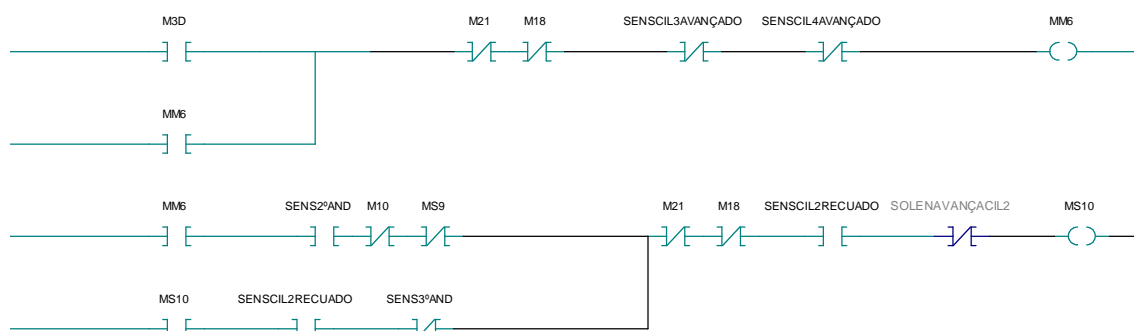 M3D M21 M18 SENSCIL3AVANÇADO SENSCIL4AVANÇADO MM6
MM6
MM6 SENS2ºAND M10 MS9 M21 M18 SENSCIL2RECUADO SOLENAVANÇACIL2 MS10
MS10 SENSCIL2RECUADO SENS3ºAND